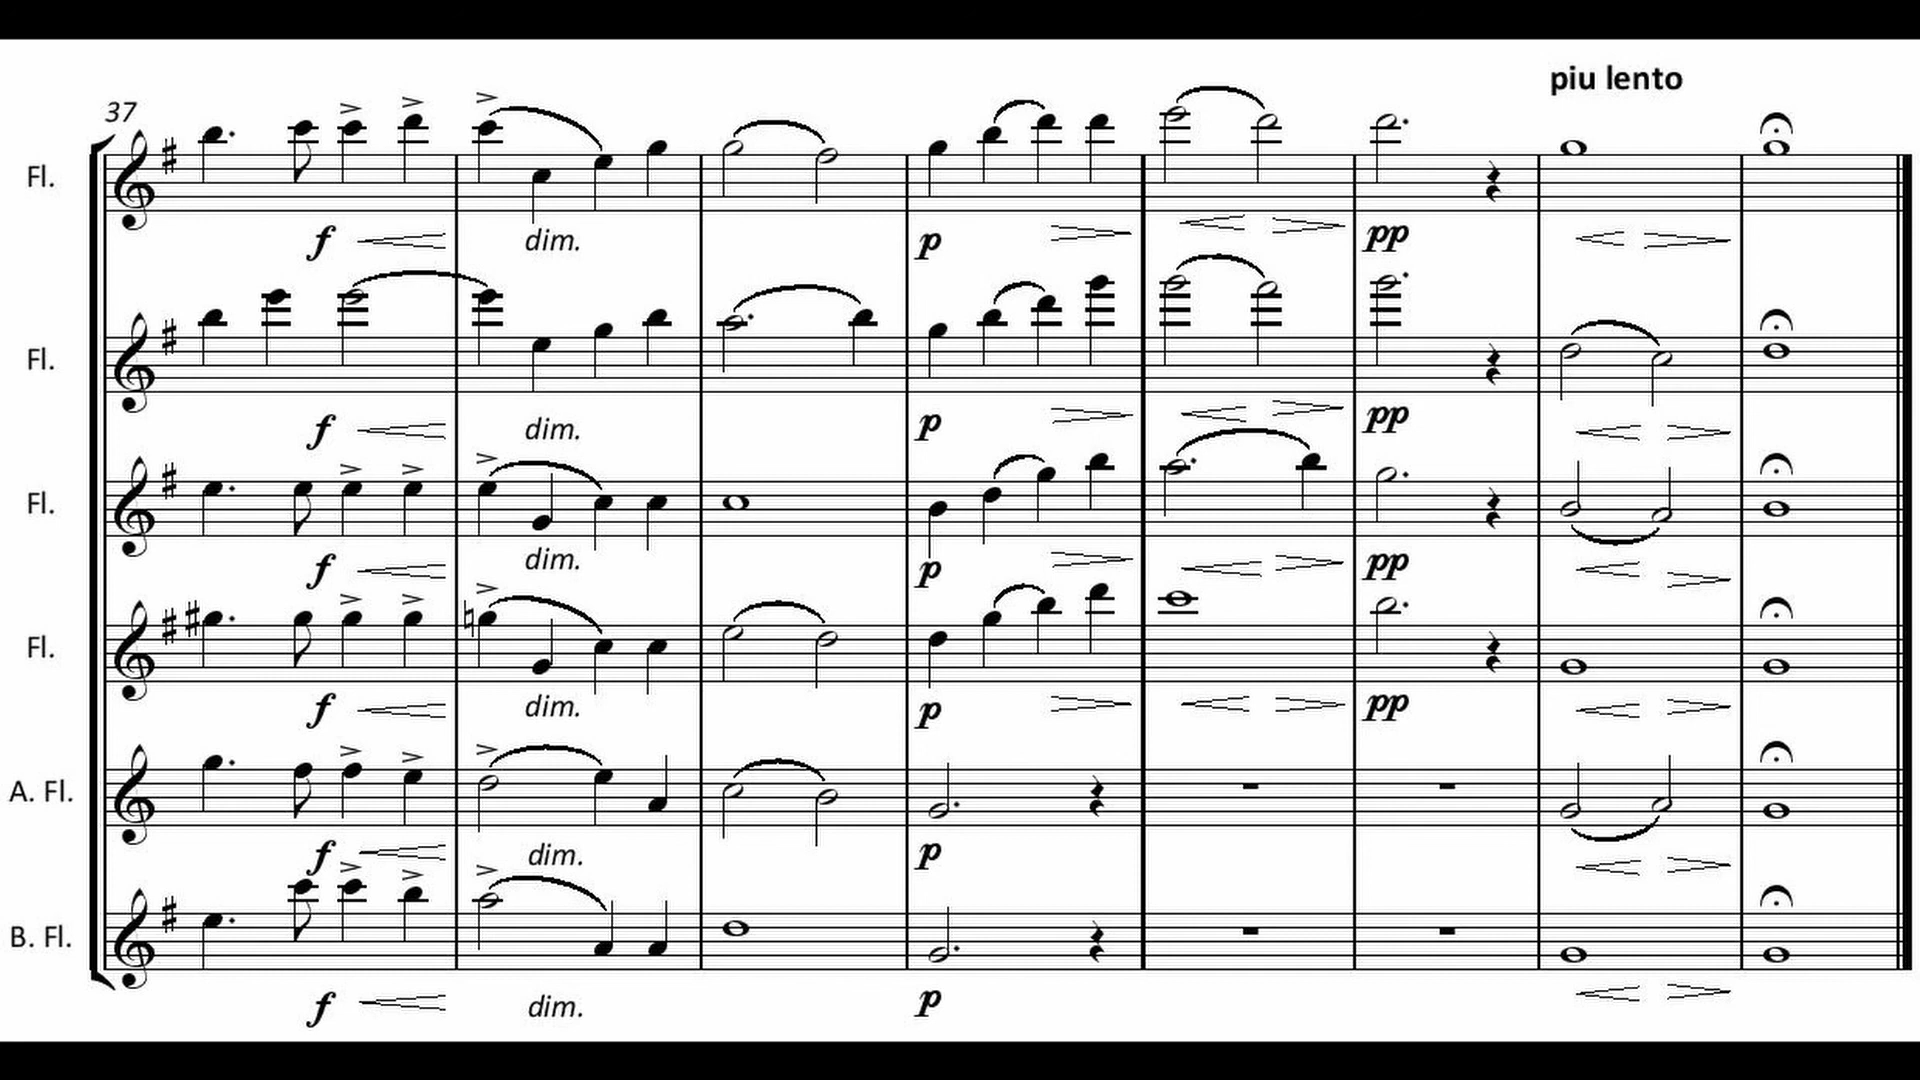 piu lento
37
Fl.
f dim. p pp
Fl.
f dim. p pp
Fl.
f dim. p pp
Fl.
f dim. p pp
A. Fl.
f dim. p
B. Fl.
f dim. p